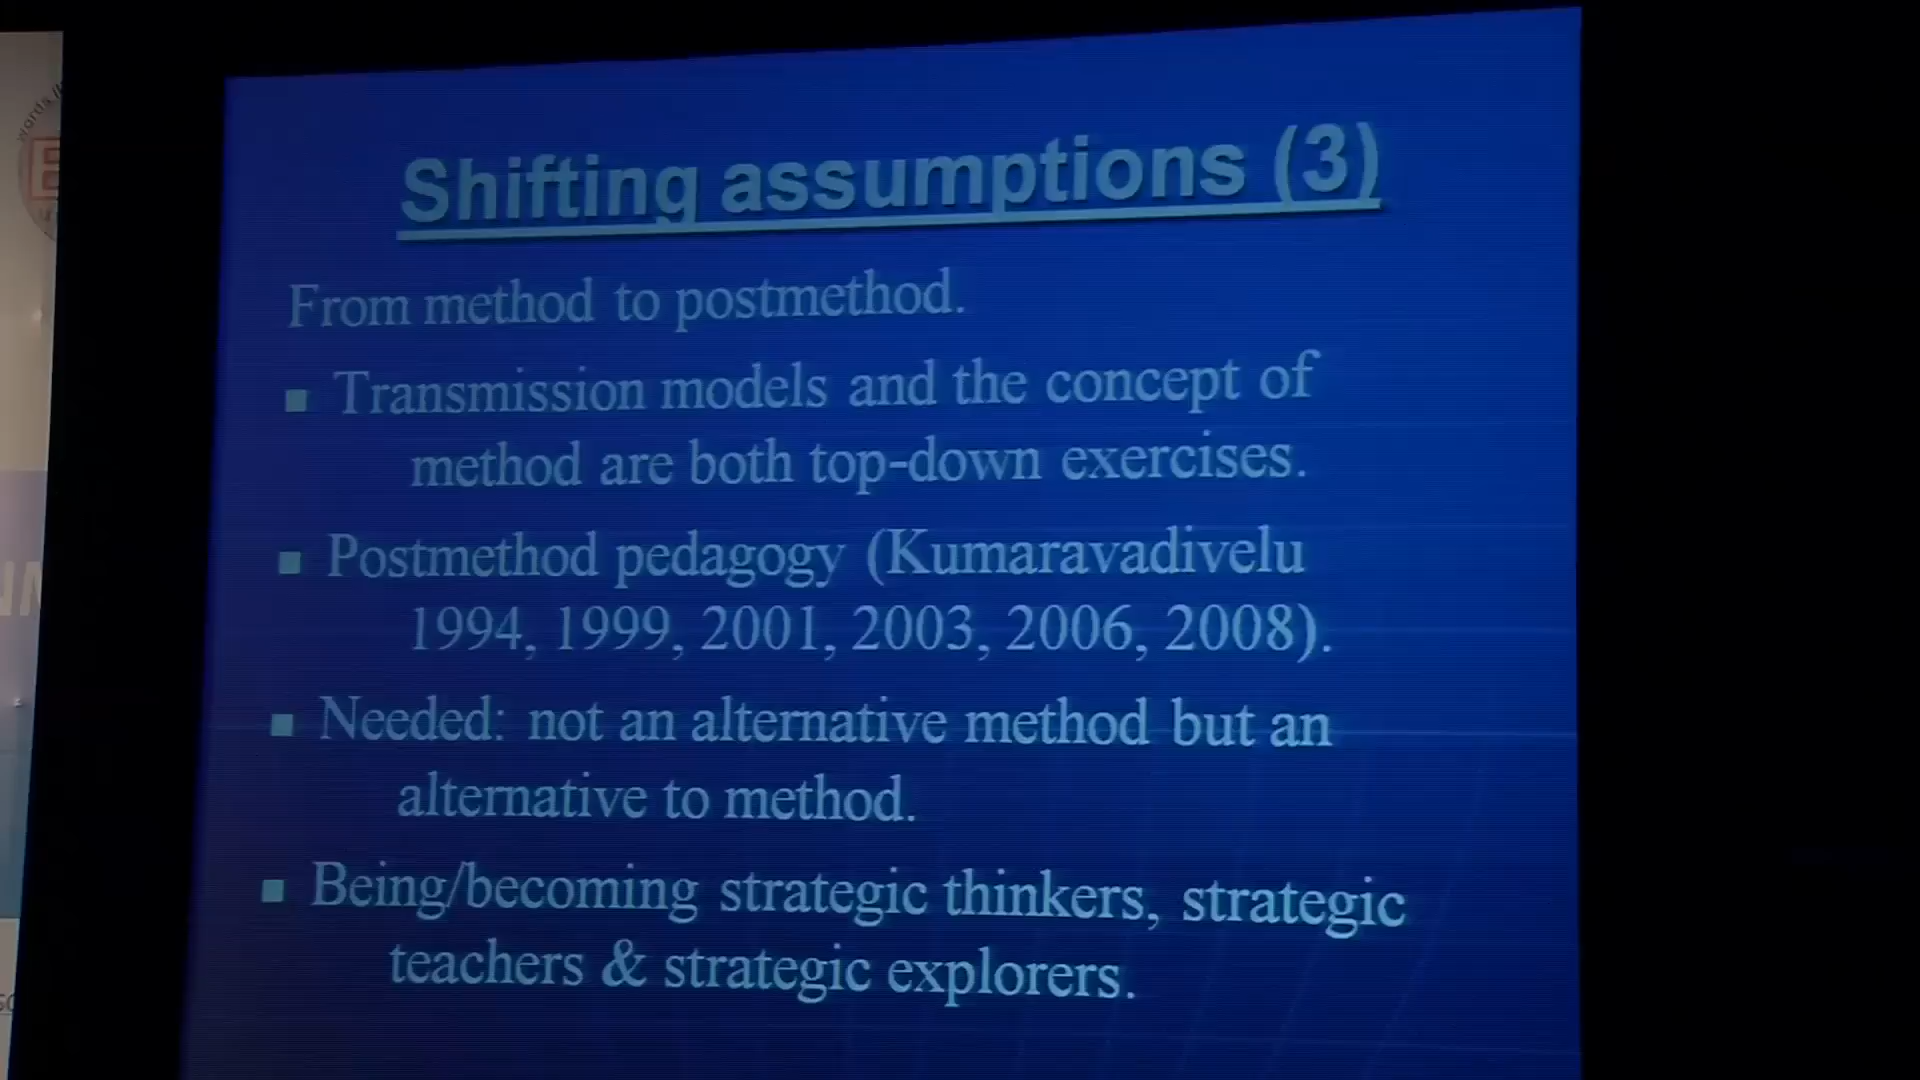 Shifting assumptions (3)
From method to postmethod.
■ Transmission models and the concept of
method are both top-down exercises.
■ Postmethod pedagogy (Kumaravadivelu
1994, 1999, 2001, 2003, 2006, 2008).
■ Needed: not an alternative method but an
alternative to method.
■ Being/becoming strategic thinkers, strategic
teachers & strategic explorers.
words